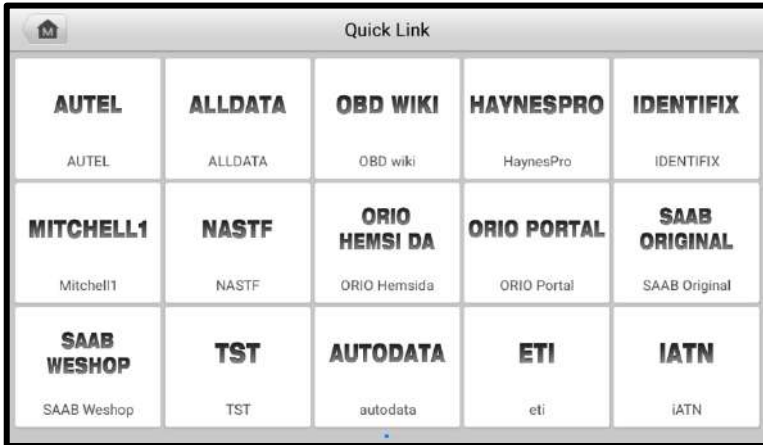 Quick Link
AUTEL
AUTEL
ALLDATA
ALLDATA
OBD WIKI
OBD wiki
HAYNESPRO
HaynesPro
IDENTIFIX
IDENTIFIX
MITCHELL1
Mitchell1
NASTF
NASTF
ORIO
HEMSI DA
ORIO Hemsida
ORIO PORTAL
ORIO Portal
SAAB
ORIGINAL
SAAB Original
SAAB
WESHOP
SAAB Weshop
TST
TST
AUTODATA
autodata
ETI
eti
IATN
iATN